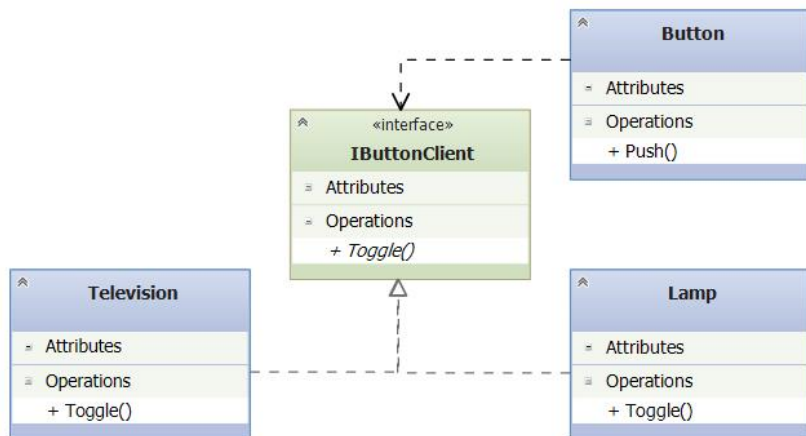 Button
Attributes
Operations
+ Push()
«interface»
IButtonClient
Attributes
Operations
+ Toggle()
Television
Attributes
Operations
+ Toggle()
Lamp
Attributes
Operations
+ Toggle()